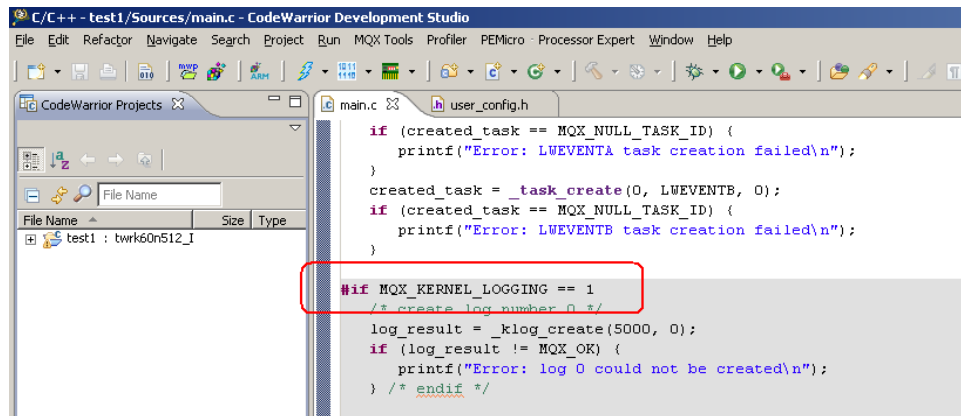 C/C++ - test1/Sources/main.c - CodeWarrior Development Studio
File Edit Refactor Navigate Search Project Run MQX Tools Profiler PEMicro Processor Expert Window Help
CodeWarrior Projects
main.c user_config.h
File Name
File Name Size Type
test1 : twrk60n512_I
if (created_task == MQX_NULL_TASK_ID) {
printf("Error: LWEVENTA task creation failed\n");
}
created_task = _task_create(0, LWEVENTB, 0);
if (created_task == MQX_NULL_TASK_ID) {
printf("Error: LWEVENTB task creation failed\n");
}
#if MQX_KERNEL_LOGGING == 1
/* create log number 0 */
log_result = _klog_create(5000, 0);
if (log_result != MQX_OK) {
printf("Error: log 0 could not be created\n");
} /* endif */